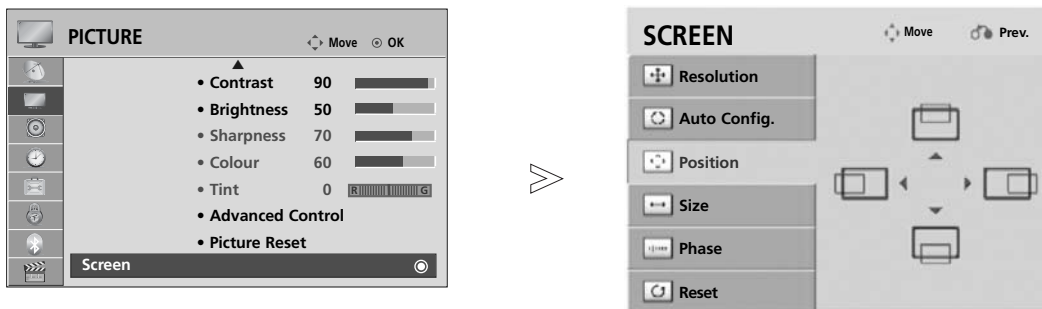 PICTURE
Move OK
• Contrast 90
• Brightness 50
• Sharpness 70
• Colour 60
• Tint 0 R G
• Advanced Control
• Picture Reset
Screen
SCREEN
Move Prev.
Resolution
Auto Config.
Position
Size
Phase
Reset